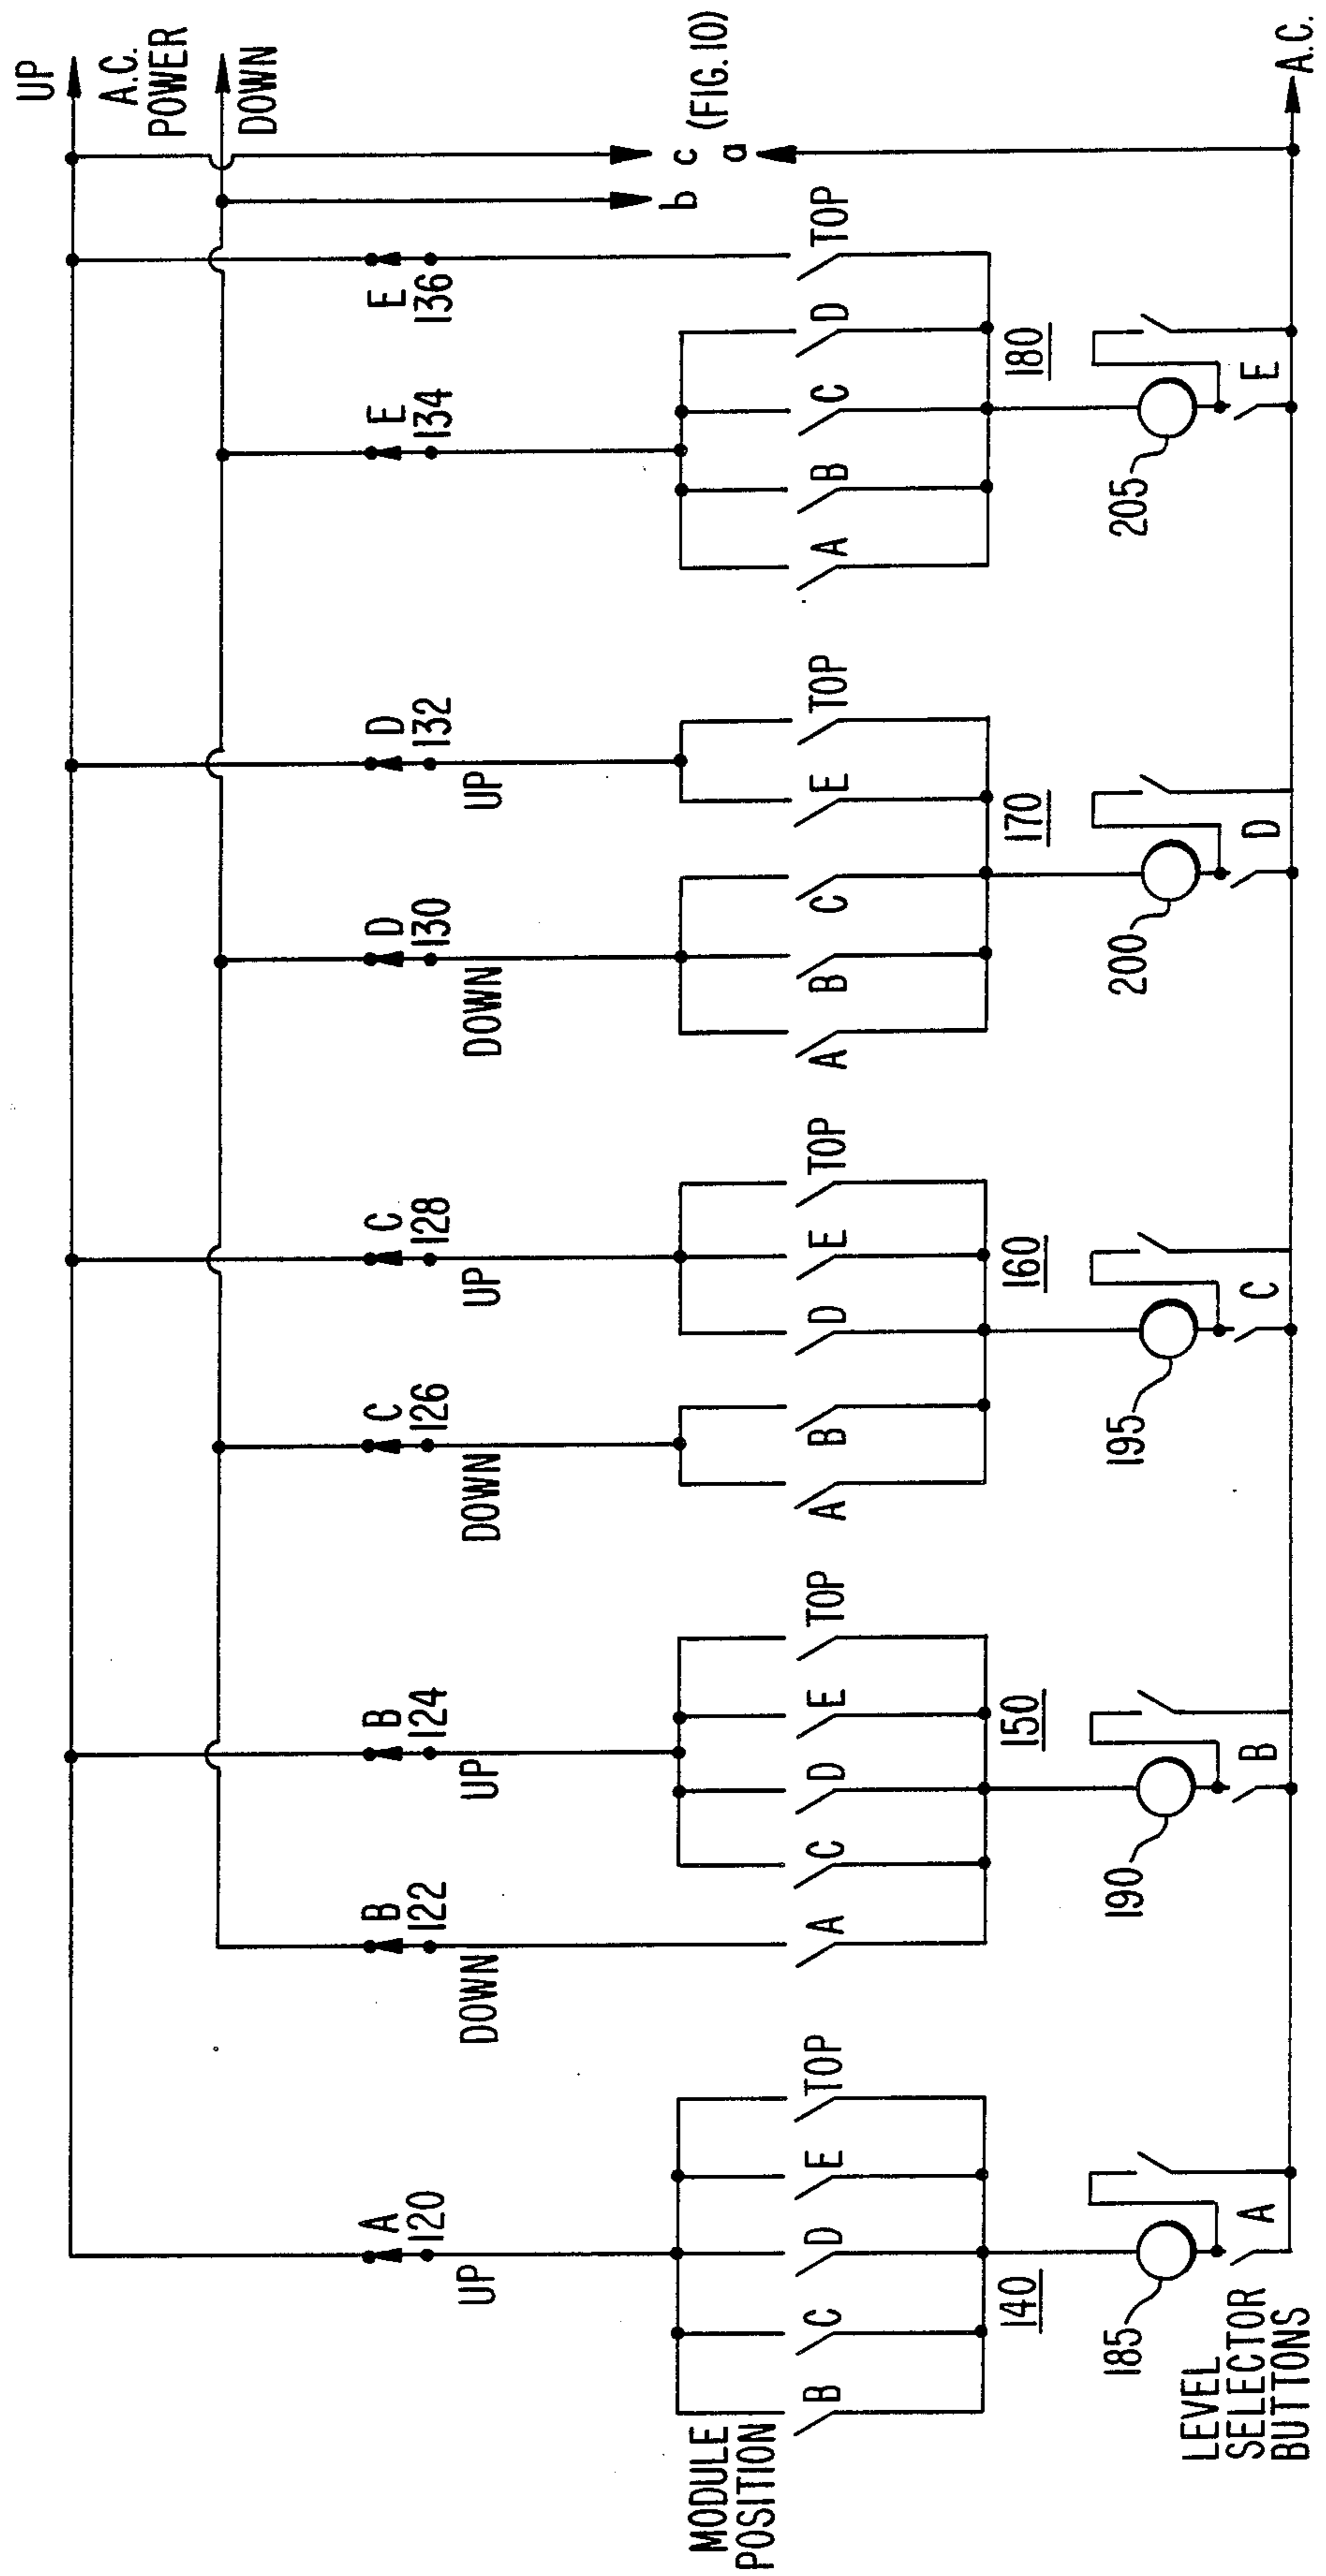 UP
A.C.
POWER
DOWN
c
a
(FIG. 10)
b
A
120
UP
B
122
DOWN
B
124
UP
C
126
DOWN
C
128
UP
D
130
DOWN
D
132
UP
E
134
E
136
MODULE
POSITION
B
C
D
E
TOP
A
C
D
E
TOP
A
B
D
E
TOP
A
B
C
E
TOP
A
B
C
D
TOP
140
150
160
170
180
185
190
195
200
205
LEVEL
SELECTOR
BUTTONS
A
B
C
D
E
A.C.